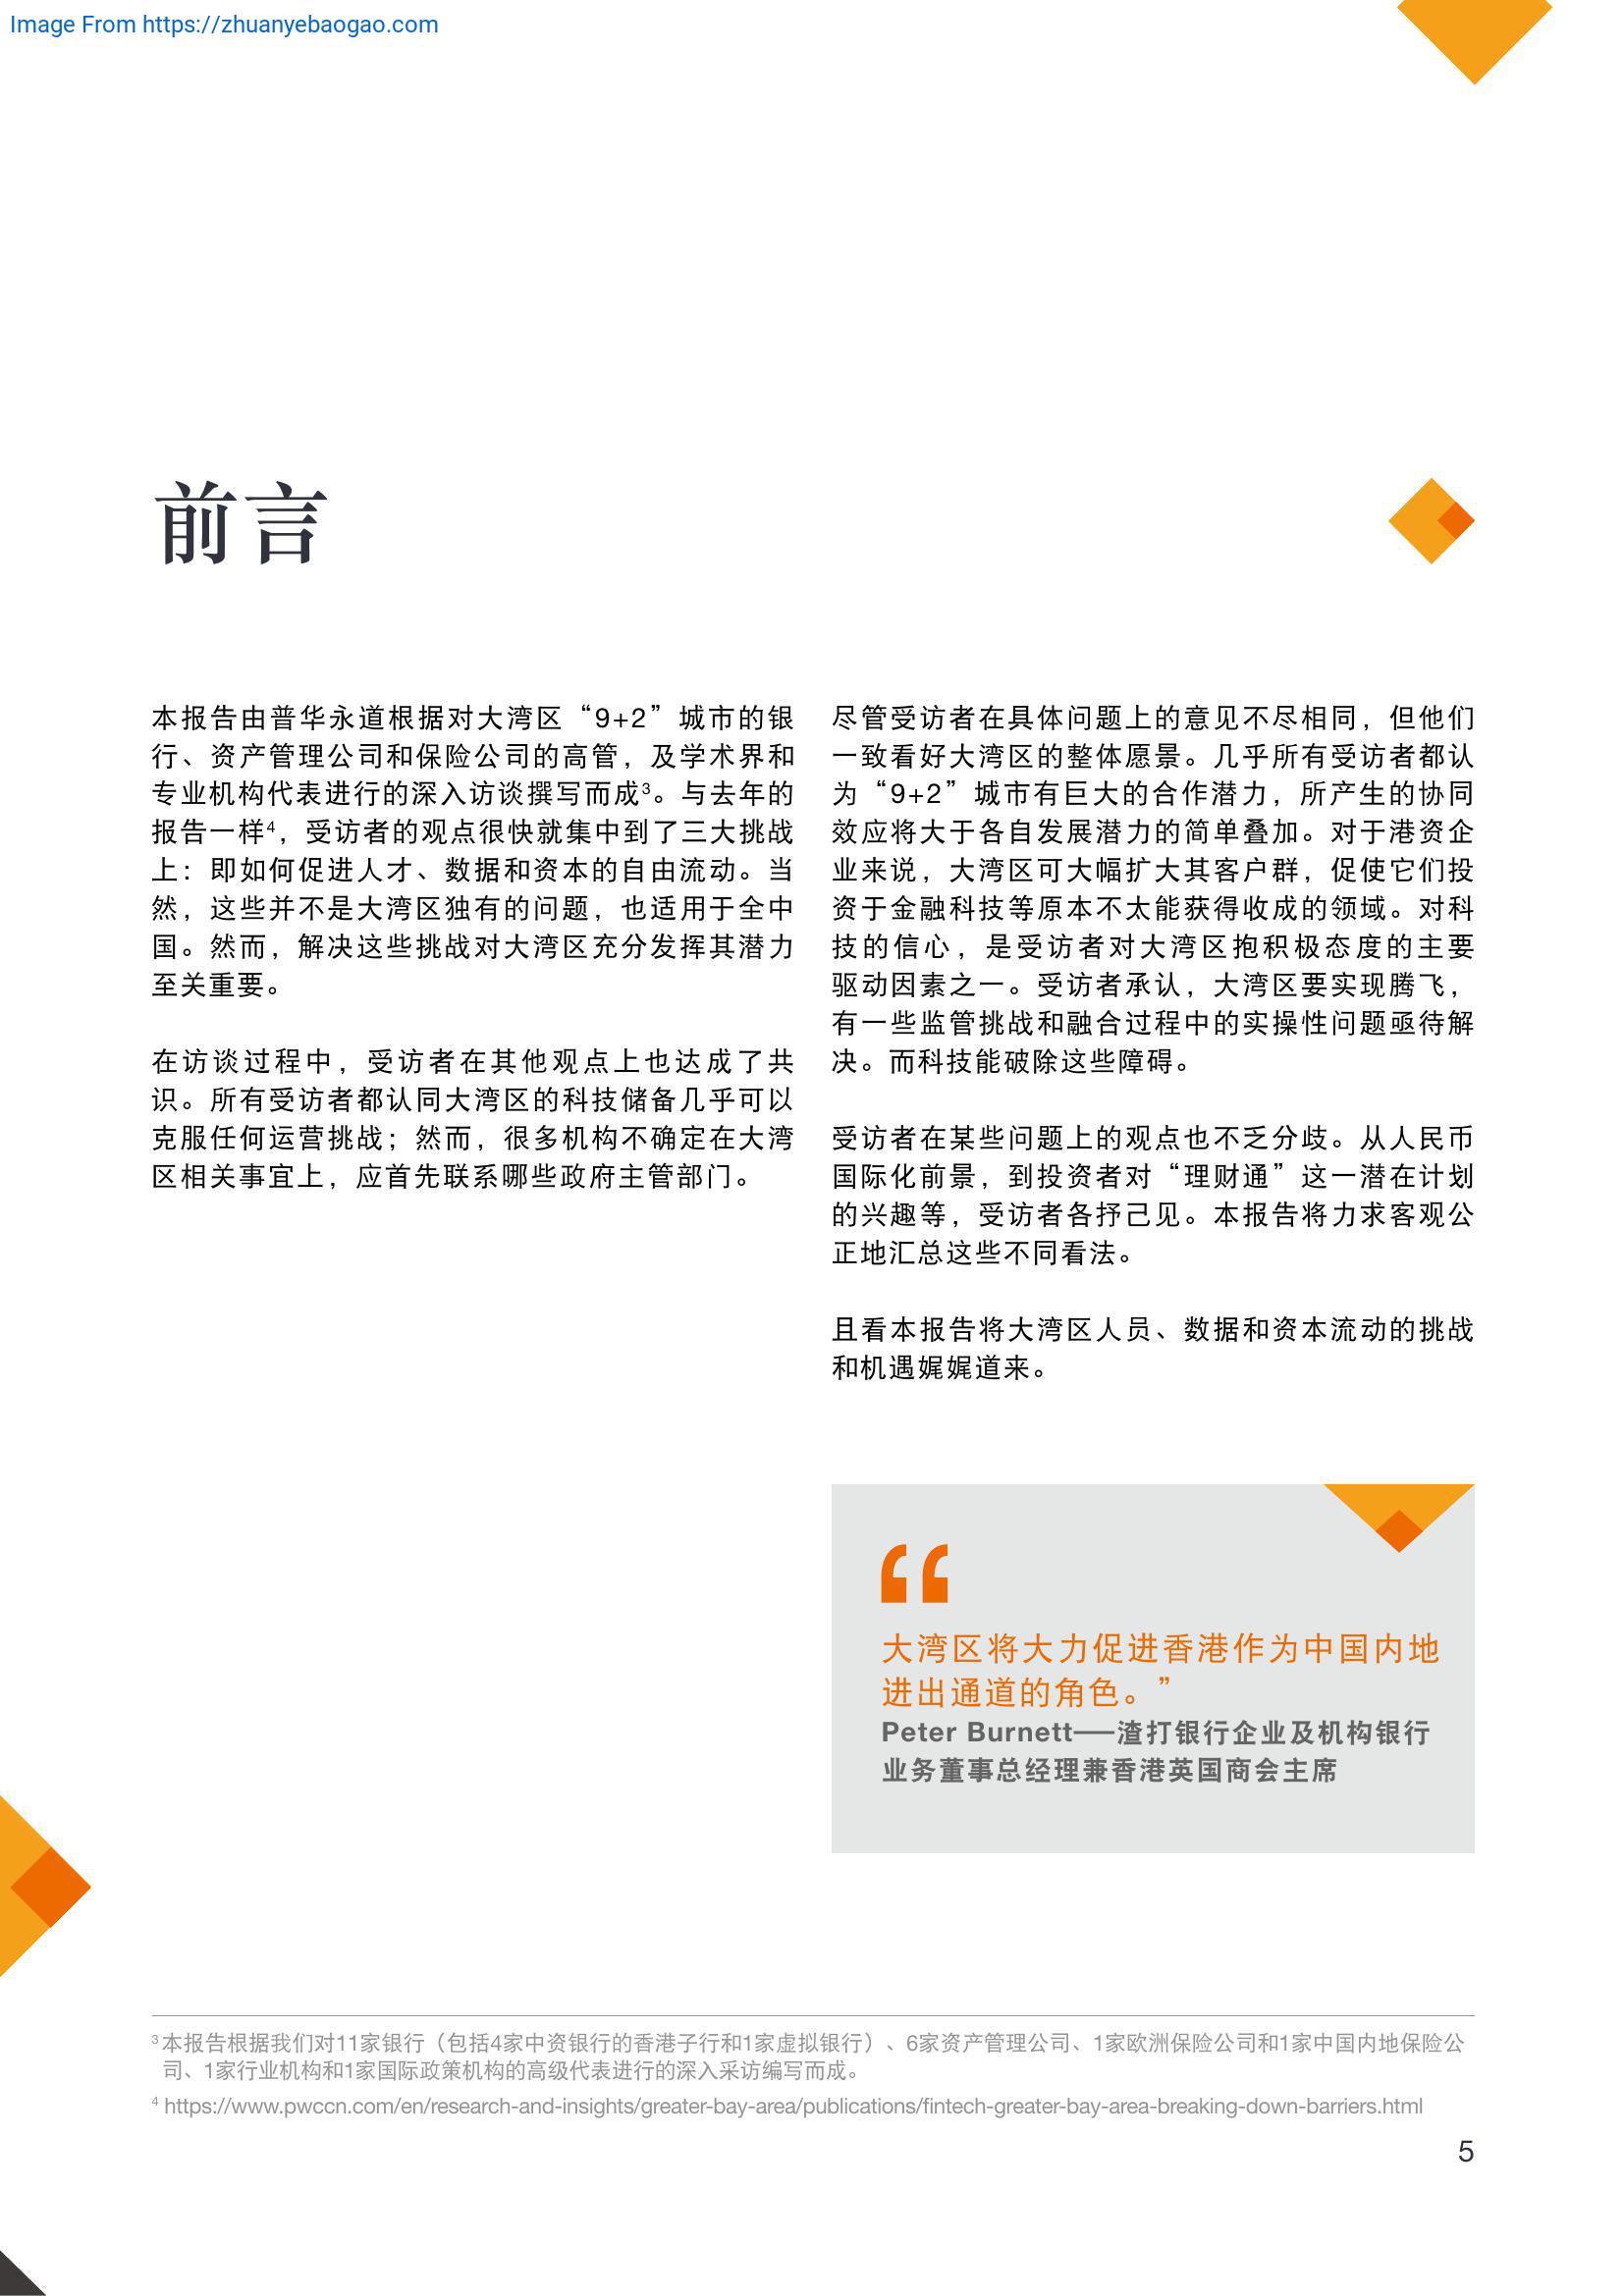 Image From https://zhuanyebaogao.com
前言
本报告由普华永道根据对大湾区“9+2”城市的银
行、资产管理公司和保险公司的高管，及学术界和
专业机构代表进行的深入访谈撰写而成³。与去年的
报告一样⁴，受访者的观点很快就集中到了三大挑战
上：即如何促进人才、数据和资本的自由流动。当
然，这些并不是大湾区独有的问题，也适用于全中
国。然而，解决这些挑战对大湾区充分发挥其潜力
至关重要。
在访谈过程中，受访者在其他观点上也达成了共
识。所有受访者都认同大湾区的科技储备几乎可以
克服任何运营挑战；然而，很多机构不确定在大湾
区相关事宜上，应首先联系哪些政府主管部门。
尽管受访者在具体问题上的意见不尽相同，但他们
一致看好大湾区的整体愿景。几乎所有受访者都认
为“9+2”城市有巨大的合作潜力，所产生的协同
效应将大于各自发展潜力的简单叠加。对于港资企
业来说，大湾区可大幅扩大其客户群，促使它们投
资于金融科技等原本不太能获得收成的领域。对科
技的信心，是受访者对大湾区抱积极态度的主要
驱动因素之一。受访者承认，大湾区要实现腾飞，
有一些监管挑战和融合过程中的实操性问题亟待解
决。而科技能破除这些障碍。
受访者在某些问题上的观点也不乏分歧。从人民币
国际化前景，到投资者对“理财通”这一潜在计划
的兴趣等，受访者各抒己见。本报告将力求客观公
正地汇总这些不同看法。
且看本报告将大湾区人员、数据和资本流动的挑战
和机遇娓娓道来。
“
大湾区将大力促进香港作为中国内地
进出通道的角色。”
Peter Burnett——渣打银行企业及机构银行
业务董事总经理兼香港英国商会主席
³ 本报告根据我们对11家银行（包括4家中资银行的香港子行和1家虚拟银行）、6家资产管理公司、1家欧洲保险公司和1家中国内地保险公
司、1家行业机构和1家国际政策机构的高级代表进行的深入采访编写而成。
⁴ https://www.pwccn.com/en/research-and-insights/greater-bay-area/publications/fintech-greater-bay-area-breaking-down-barriers.html
5